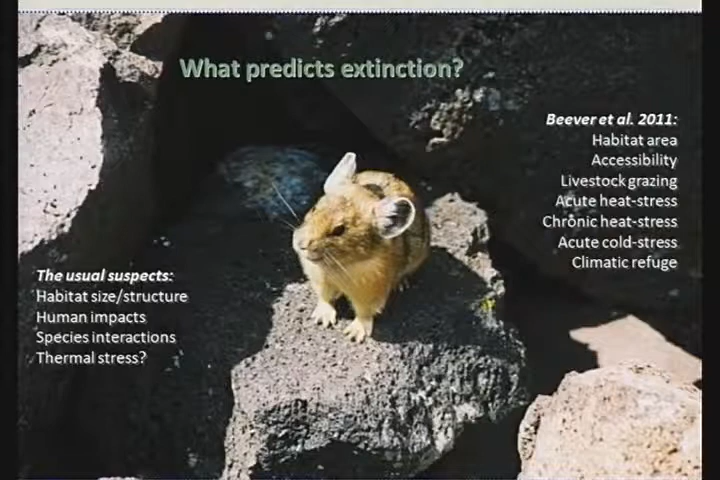 What predicts extinction?
Beever et al. 2011:
Habitat area
Accessibility
Livestock grazing
Acute heat-stress
Chronic heat-stress
Acute cold-stress
Climatic refuge
The usual suspects:
Habitat size/structure
Human impacts
Species interactions
Thermal stress?